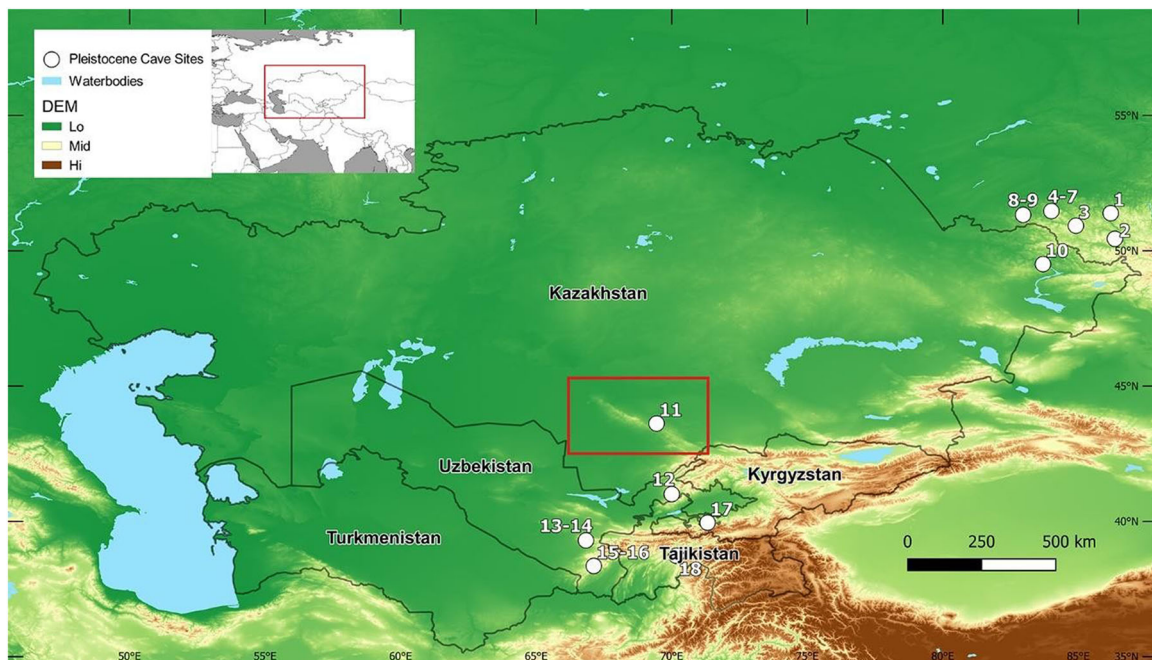 Pleistocene Cave Sites
Waterbodies
DEM
Lo
Mid
Hi
55°N
8-9
4-7
3
1
2
50°N
10
Kazakhstan
45°N
11
Uzbekistan
12
Kyrgyzstan
13-14
17
40°N
Turkmenistan
15-16
Tajikistan
18
0 250 500 km
50°E 55°E 60°E 65°E 70°E 75°E 80°E 85°E 35°N